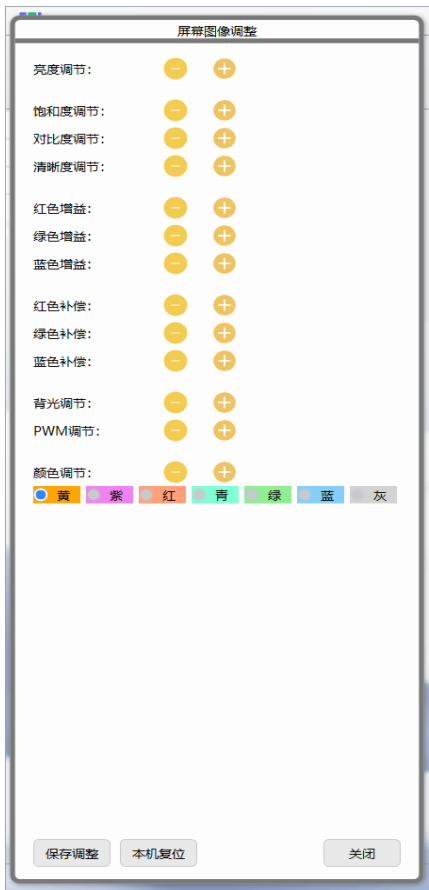 屏幕图像调整
亮度调节：
饱和度调节：
对比度调节：
清晰度调节：
红色增益：
绿色增益：
蓝色增益：
红色补偿：
绿色补偿：
蓝色补偿：
背光调节：
PWM调节：
颜色调节：
黄 紫 红 青 绿 蓝 灰
保存调整 本机复位 关闭